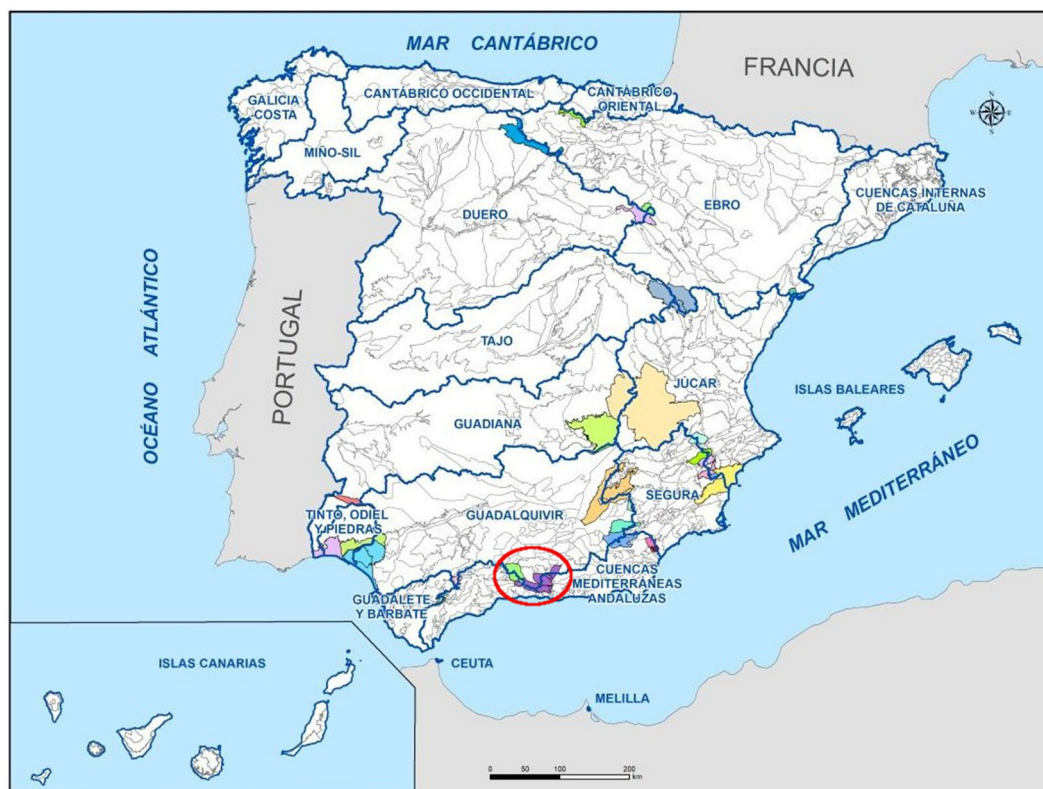 MAR CANTÁBRICO
FRANCIA
N
W E
S
GALICIA
COSTA
CANTÁBRICO OCCIDENTAL
CANTÁBRICO
ORIENTAL
MIÑO-SIL
DUERO
EBRO
CUENCAS INTERNAS
DE CATALUÑA
OCÉANO ATLÁNTICO
PORTUGAL
TAJO
JÚCAR
ISLAS BALEARES
GUADIANA
MAR MEDITERRÁNEO
SEGURA
TINTO, ODIEL
Y PIEDRAS
GUADALQUIVIR
CUENCAS
MEDITERRÁNEAS
ANDALUZAS
GUADALETE
Y BARBATE
ISLAS CANARIAS
CEUTA
MELILLA
0 50 100 200
km